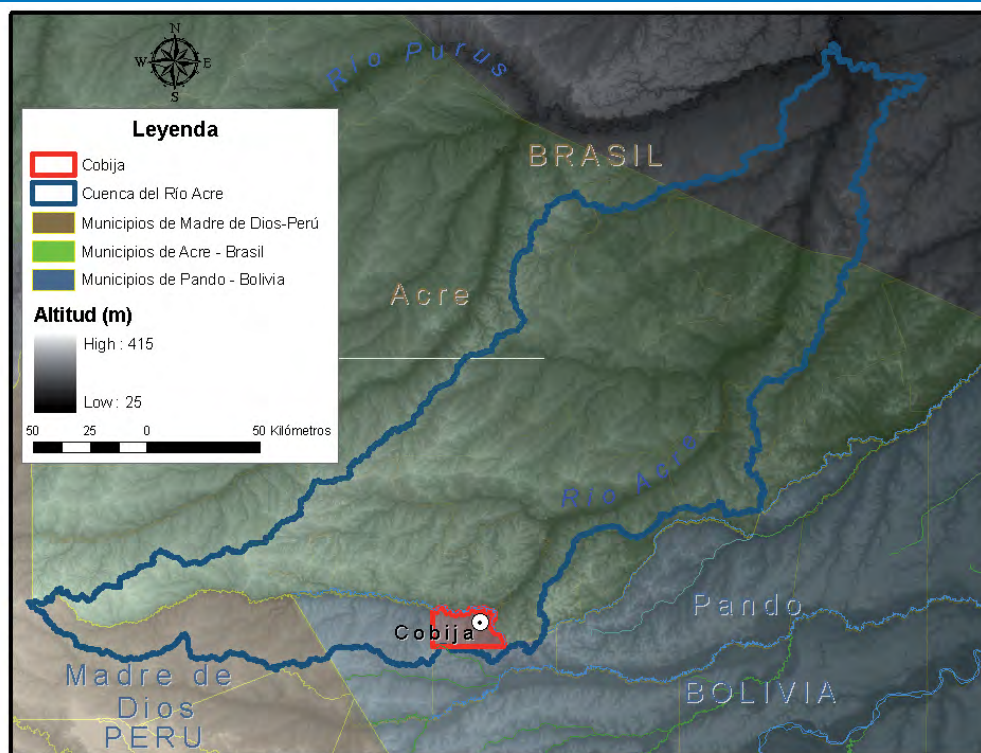 N
W E
S
Río Purus
Leyenda
Cobija
Cuenca del Río Acre
Municipios de Madre de Dios-Perú
Municipios de Acre - Brasil
Municipios de Pando - Bolivia
Altitud (m)
High : 415
Low : 25
50 25 0 50 Kilómetros
BRASIL
Acre
Río Acre
Cobija
Pando
BOLIVIA
Madre de
Dios
PERU